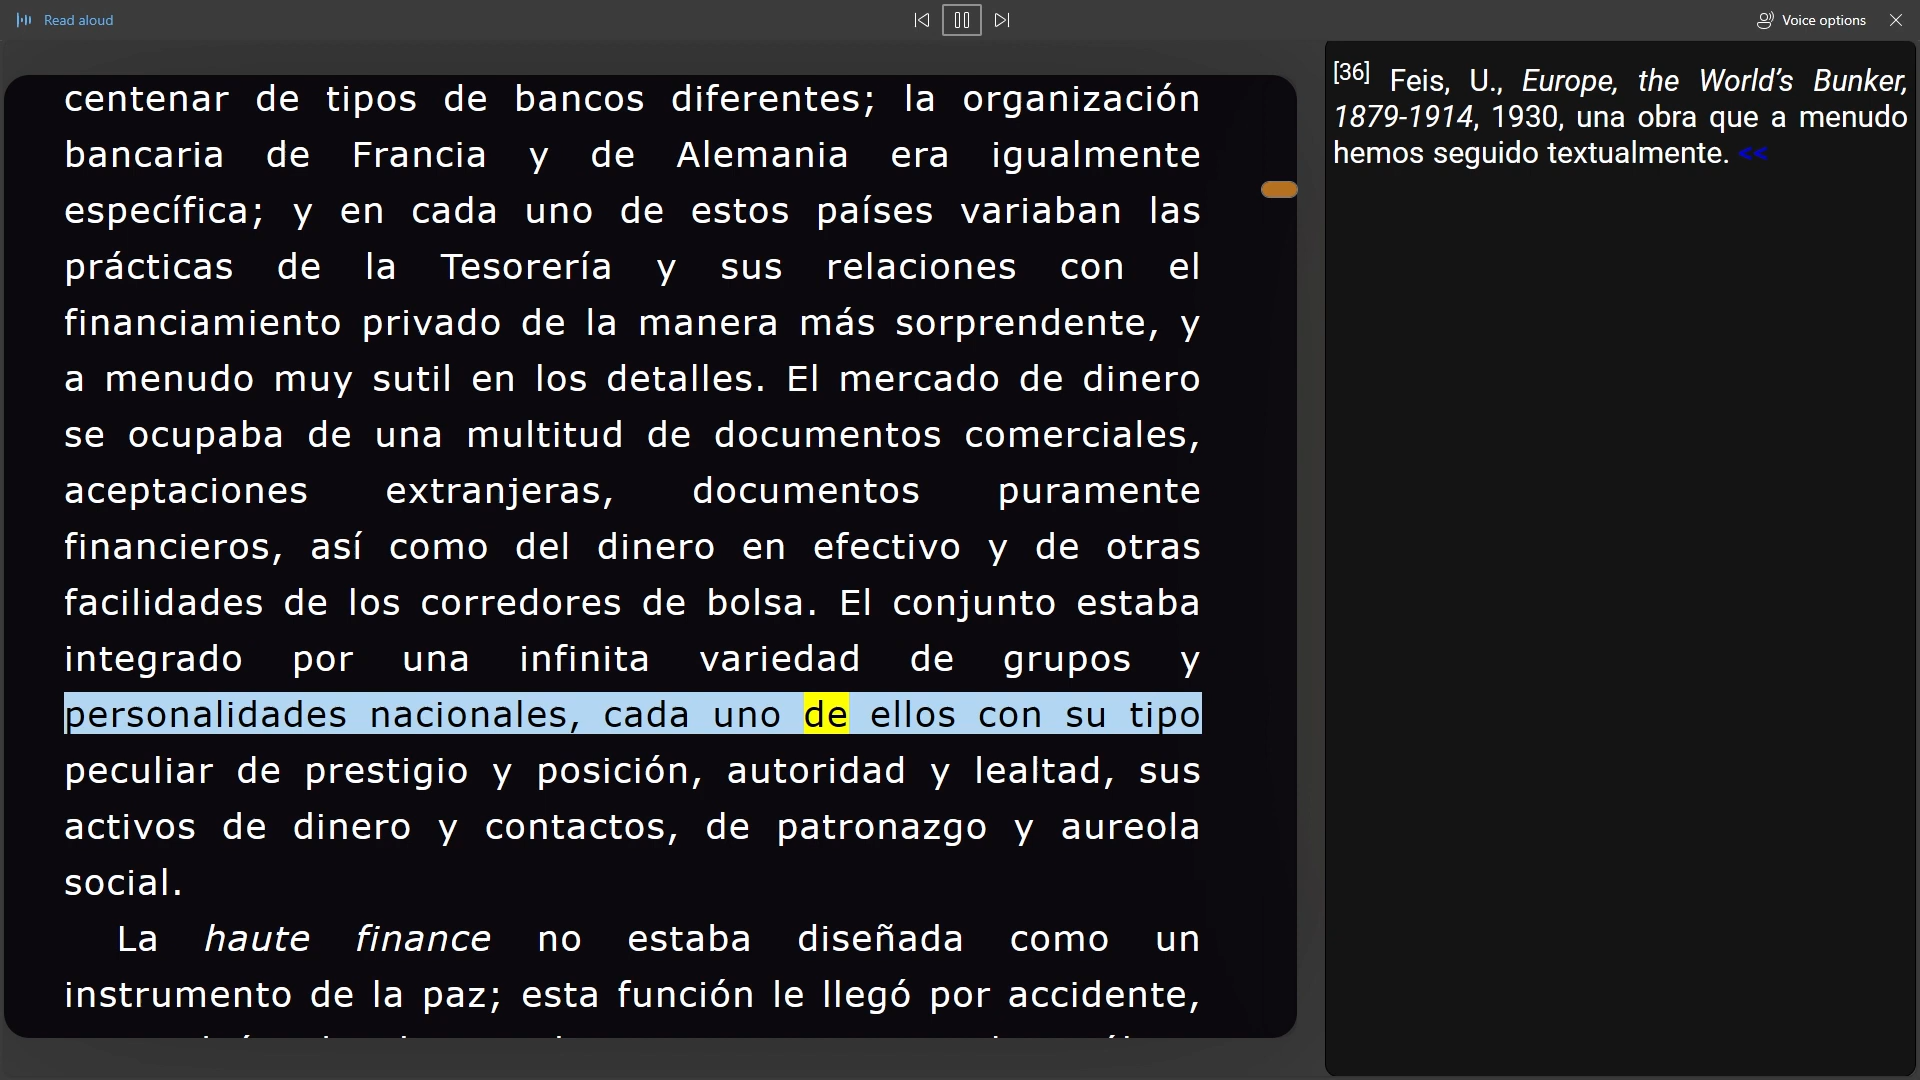 Read aloud
Voice options
centenar de tipos de bancos diferentes; la organización
bancaria de Francia y de Alemania era igualmente
específica; y en cada uno de estos países variaban las
prácticas de la Tesorería y sus relaciones con el
financiamiento privado de la manera más sorprendente, y
a menudo muy sutil en los detalles. El mercado de dinero
se ocupaba de una multitud de documentos comerciales,
aceptaciones extranjeras, documentos puramente
financieros, así como del dinero en efectivo y de otras
facilidades de los corredores de bolsa. El conjunto estaba
integrado por una infinita variedad de grupos y
personalidades nacionales, cada uno de ellos con su tipo
peculiar de prestigio y posición, autoridad y lealtad, sus
activos de dinero y contactos, de patronazgo y aureola
social.
La haute finance no estaba diseñada como un
instrumento de la paz; esta función le llegó por accidente,
[36] Feis, U., Europe, the World’s Bunker,
1879-1914, 1930, una obra que a menudo
hemos seguido textualmente. <<